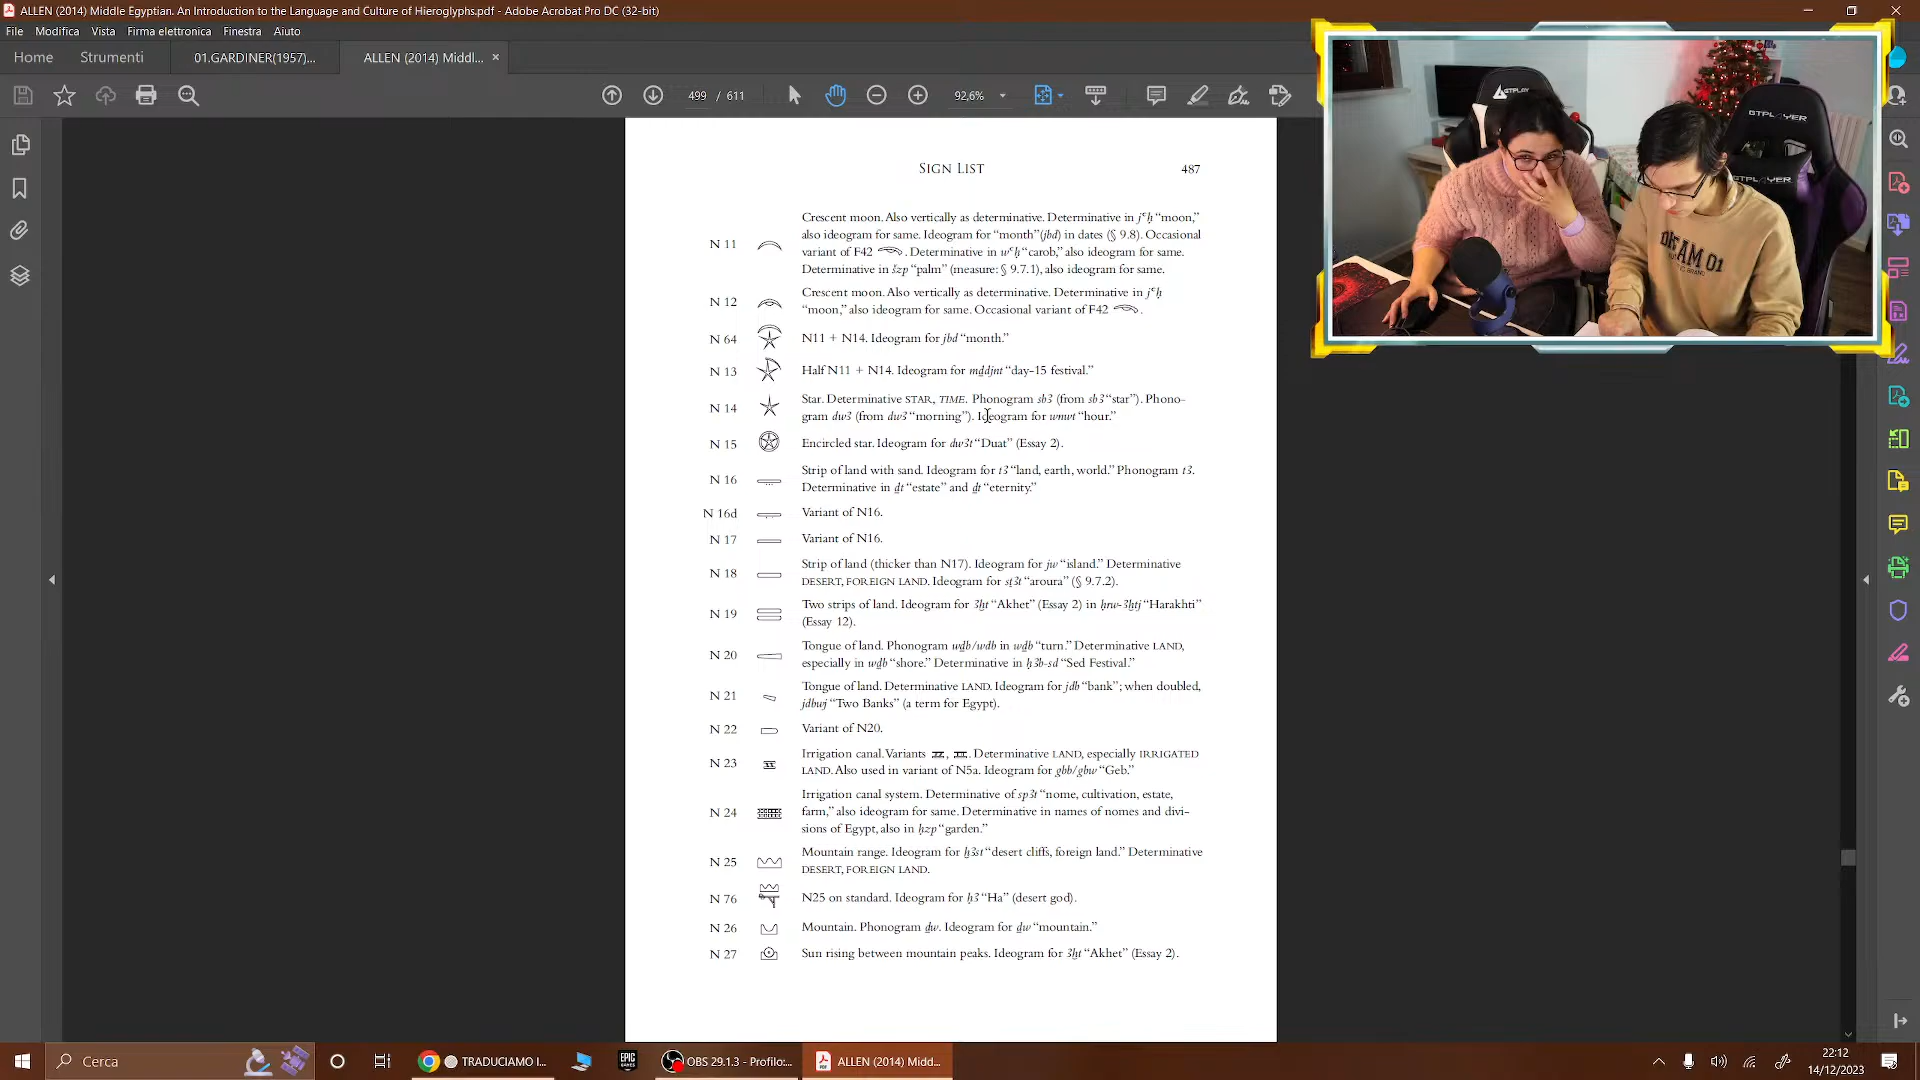 ALLEN (2014) Middle Egyptian. An Introduction to the Language and Culture of Hieroglyphs.pdf - Adobe Acrobat Pro DC (32-bit)
File Modifica Vista Firma elettronica Finestra Aiuto
Home Strumenti 01.GARDINER(1957)... ALLEN (2014) Middl... ×
499 / 611 92,6%
SIGN LIST 487
Crescent moon. Also vertically as determinative. Determinative in jꜥḥ “moon,”
also ideogram for same. Ideogram for “month” (jbd) in dates (§ 9.8). Occasional
N 11 variant of F42 . Determinative in wꜥḥ “carob,” also ideogram for same.
Determinative in šzp “palm” (measure: § 9.7.1), also ideogram for same.
Crescent moon. Also vertically as determinative. Determinative in jꜥḥ
N 12 “moon,” also ideogram for same. Occasional variant of F42 .
N 64 N11 + N14. Ideogram for jbd “month.”
N 13 Half N11 + N14. Ideogram for mḏdjnt “day-15 festival.”
N 14 Star. Determinative STAR, TIME. Phonogram sb3 (from sb3 “star”). Phono-
gram dw3 (from dw3 “morning”). Ideogram for wnwt “hour.”
N 15 Encircled star. Ideogram for dw3t “Duat” (Essay 2).
N 16 Strip of land with sand. Ideogram for t3 “land, earth, world.” Phonogram t3.
Determinative in ḏt “estate” and ḏt “eternity.”
N 16d Variant of N16.
N 17 Variant of N16.
N 18 Strip of land (thicker than N17). Ideogram for jw “island.” Determinative
DESERT, FOREIGN LAND. Ideogram for sṯ3t “aroura” (§ 9.7.2).
N 19 Two strips of land. Ideogram for 3ḫt “Akhet” (Essay 2) in ḥrw-3ḫtj “Harakhti”
(Essay 12).
N 20 Tongue of land. Phonogram wḏb/wdb in wḏb “turn.” Determinative LAND,
especially in wḏb “shore.” Determinative in ḥ3b-sd “Sed Festival.”
N 21 Tongue of land. Determinative LAND. Ideogram for jdb “bank”; when doubled,
jdbwj “Two Banks” (a term for Egypt).
N 22 Variant of N20.
N 23 Irrigation canal. Variants , . Determinative LAND, especially IRRIGATED
LAND. Also used in variant of N5a. Ideogram for gbb/gbw “Geb.”
Irrigation canal system. Determinative of sp3t “nome, cultivation, estate,
N 24 farm,” also ideogram for same. Determinative in names of nomes and divi-
sions of Egypt, also in ḥzp “garden.”
N 25 Mountain range. Ideogram for ḫ3st “desert cliffs, foreign land.” Determinative
DESERT, FOREIGN LAND.
N 76 N25 on standard. Ideogram for ḥ3 “Ha” (desert god).
N 26 Mountain. Phonogram ḏw. Ideogram for ḏw “mountain.”
N 27 Sun rising between mountain peaks. Ideogram for 3ḫt “Akhet” (Essay 2).
GTPLAY
GTPLAYER
GTPLAYER
Cerca TRADUCIAMO I... EPIC GAMES OBS 29.1.3 - Profilo:... ALLEN (2014) Midd...
22:12
14/12/2023